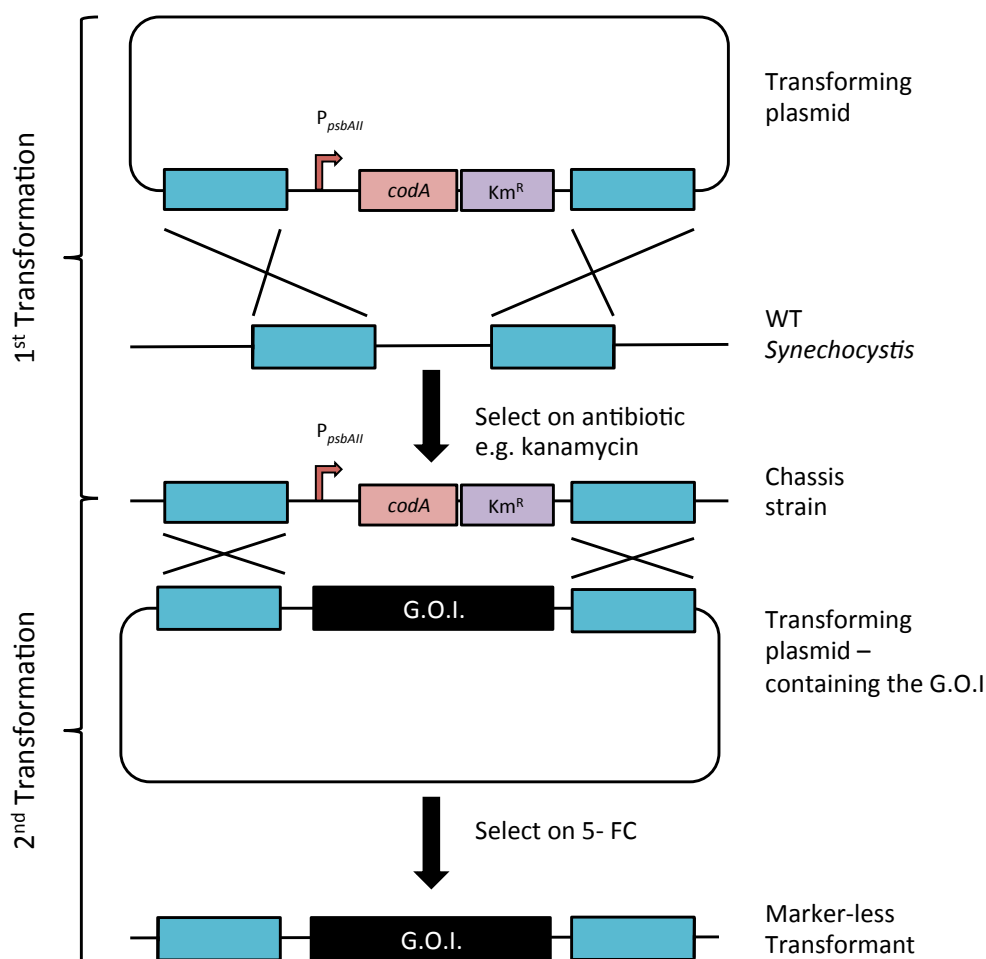 1st Transformation
Transforming
plasmid
PpsbAII
codA
KmR
WT
Synechocystis
Select on antibiotic
e.g. kanamycin
PpsbAII
codA
KmR
Chassis
strain
2nd Transformation
G.O.I.
Transforming
plasmid –
containing the G.O.I
Select on 5- FC
G.O.I.
Marker-less
Transformant